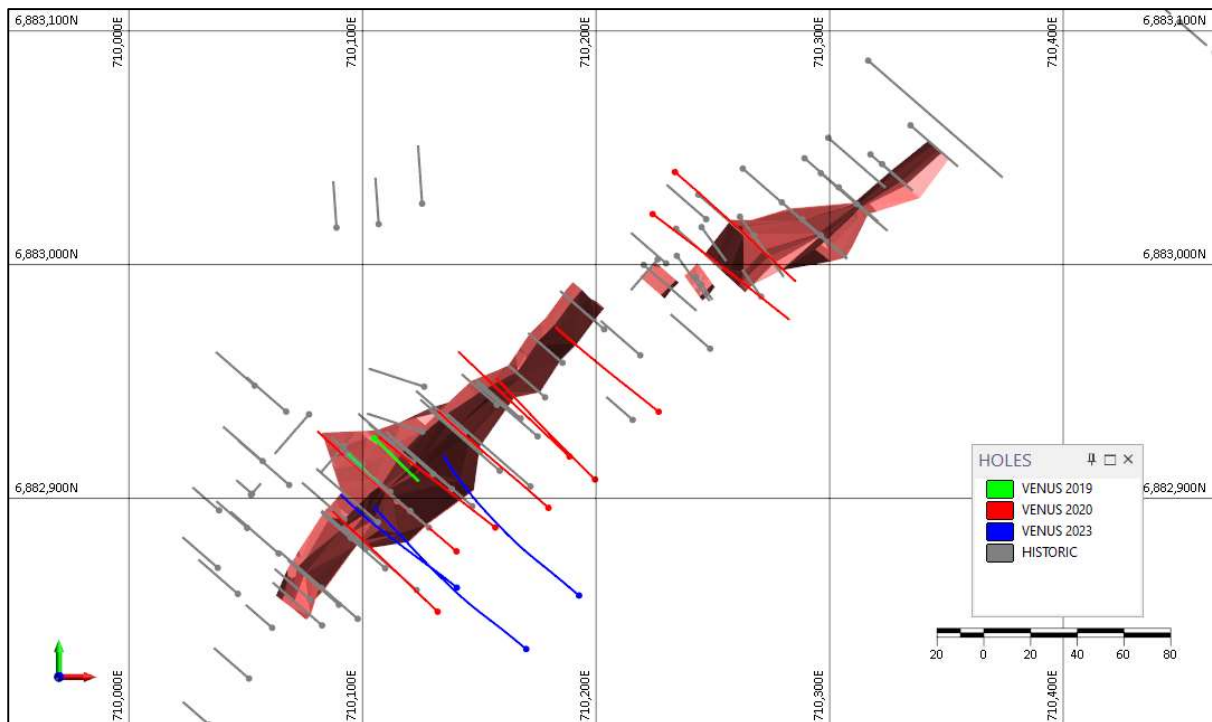 6,883,100N
6,883,100N
710,000E
710,100E
710,200E
710,300E
710,400E
6,883,000N
6,883,000N
HOLES
VENUS 2019
VENUS 2020
VENUS 2023
HISTORIC
6,882,900N
6,882,900N
20 0 20 40 60 80
710,000E
710,100E
710,200E
710,300E
710,400E